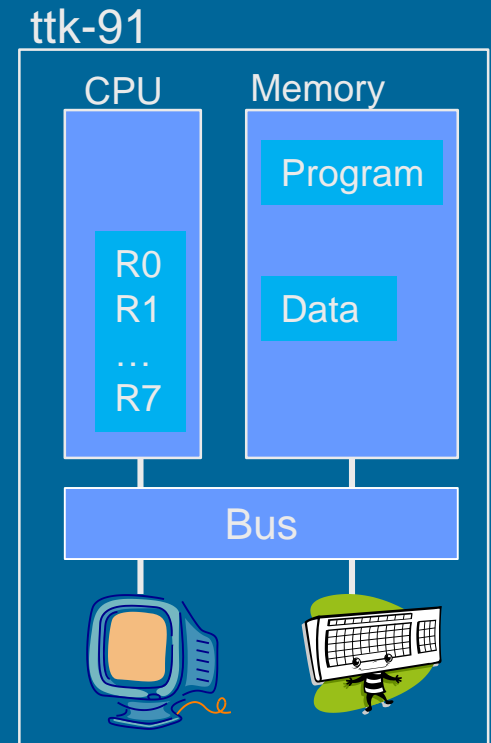 ttk-91
CPU
Memory
Program
R0
R1
…
R7
Data
Bus